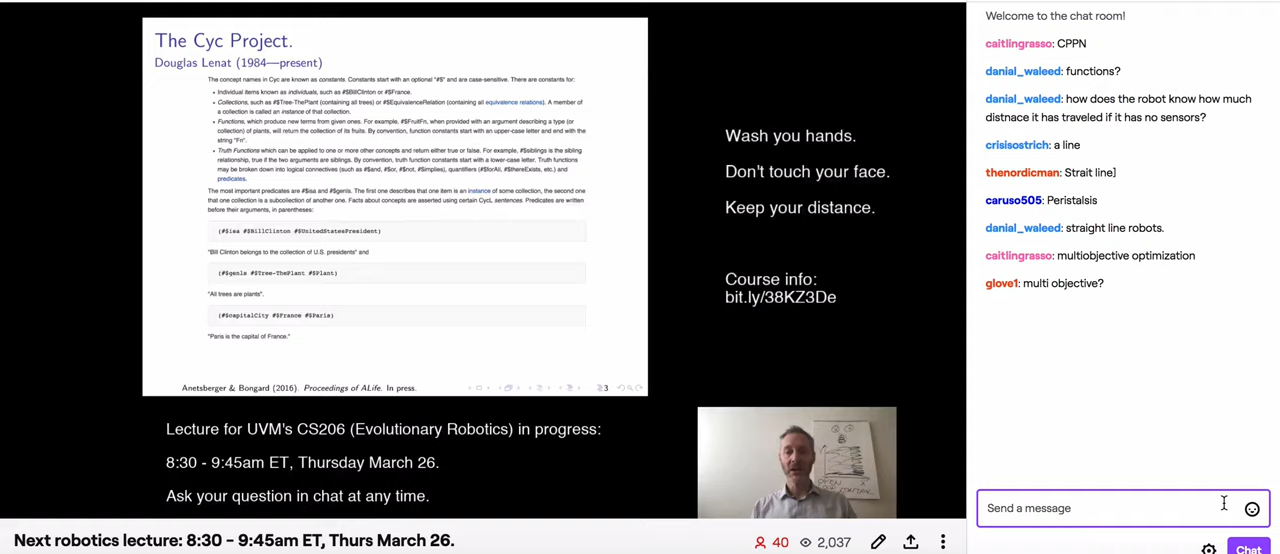 The Cyc Project.
Douglas Lenat (1984—present)
The concept names in Cyc are known as constants. Constants start with an optional "#$" and are case-sensitive. There are constants for:
• Individual items known as individuals, such as #$BillClinton or #$France.
• Collections, such as #$Tree-ThePlant (containing all trees) or #$EquivalenceRelation (containing all equivalence relations). A member of
a collection is called an instance of that collection.
• Functions, which produce new terms from given ones. For example, #$FruitFn, when provided with an argument describing a type (or
collection) of plants, will return the collection of its fruits. By convention, function constants start with an upper-case letter and end with the
string "Fn".
• Truth Functions which can be applied to one or more other concepts and return either true or false. For example, #$siblings is the sibling
relationship, true if the two arguments are siblings. By convention, truth function constants start with a lower-case letter. Truth functions
may be broken down into logical connectives (such as #$and, #$or, #$not, #$implies), quantifiers (#$forAll, #$thereExists, etc.) and
predicates.
The most important predicates are #$isa and #$genls. The first one describes that one item is an instance of some collection, the second one
that one collection is a subcollection of another one. Facts about concepts are asserted using certain CycL sentences. Predicates are written
before their arguments, in parentheses:
(#$isa #$BillClinton #$UnitedStatesPresident)
"Bill Clinton belongs to the collection of U.S. presidents" and
(#$genls #$Tree-ThePlant #$Plant)
"All trees are plants".
(#$capitalCity #$France #$Paris)
"Paris is the capital of France."
Anetsberger & Bongard (2016). Proceedings of ALife. In press.
3
Wash you hands.
Don't touch your face.
Keep your distance.
Course info:
bit.ly/38KZ3De
Lecture for UVM's CS206 (Evolutionary Robotics) in progress:
8:30 - 9:45am ET, Thursday March 26.
Ask your question in chat at any time.
Next robotics lecture: 8:30 - 9:45am ET, Thurs March 26.
40
2,037
Welcome to the chat room!
caitlingrasso: CPPN
danial_waleed: functions?
danial_waleed: how does the robot know how much
distnace it has traveled if it has no sensors?
crisisostrich: a line
thenordicman: Strait line]
caruso505: Peristalsis
danial_waleed: straight line robots.
caitlingrasso: multiobjective optimization
glove1: multi objective?
Send a message
Chat